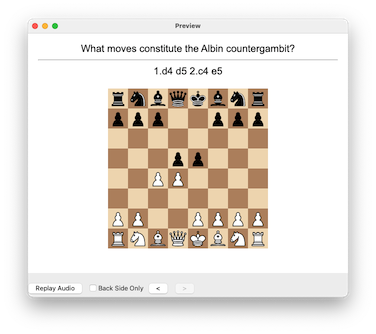 Preview
What moves constitute the Albin countergambit?
1.d4 d5 2.c4 e5
Replay Audio
Back Side Only
<
>